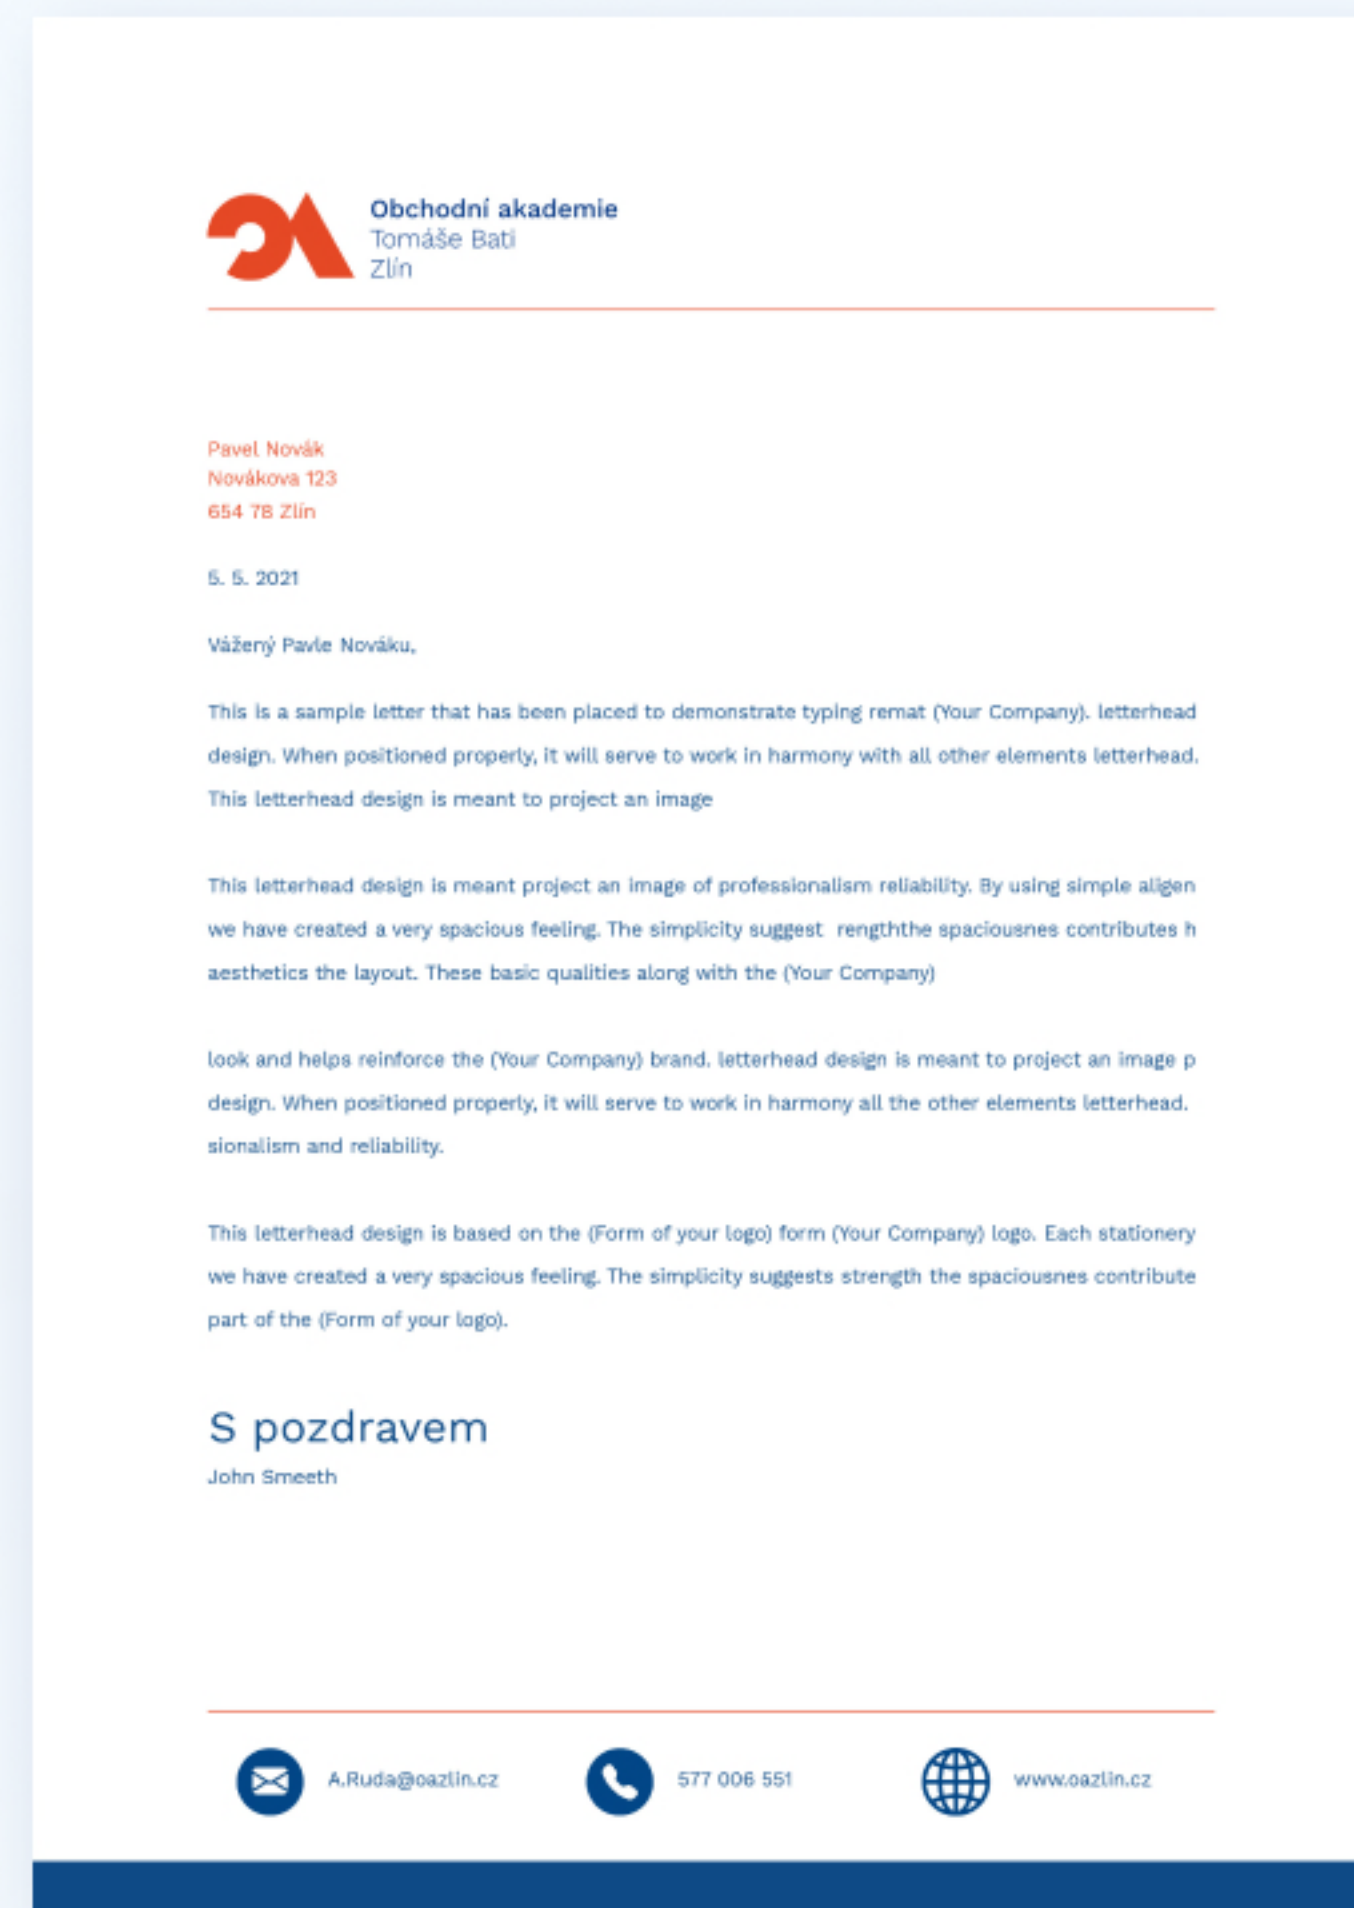 Obchodní akademie
Tomáše Bati
Zlín
Pavel Novák
Novákova 123
654 78 Zlín
5. 5. 2021
Vážený Pavle Nováku,
This is a sample letter that has been placed to demonstrate typing remat (Your Company). letterhead
design. When positioned properly, it will serve to work in harmony with all other elements letterhead.
This letterhead design is meant to project an image
This letterhead design is meant project an image of professionalism reliability. By using simple aligen
we have created a very spacious feeling. The simplicity suggest rengththe spaciousnes contributes h
aesthetics the layout. These basic qualities along with the (Your Company)
look and helps reinforce the (Your Company) brand. letterhead design is meant to project an image p
design. When positioned properly, it will serve to work in harmony all the other elements letterhead.
sionalism and reliability.
This letterhead design is based on the (Form of your logo) form (Your Company) logo. Each stationery
we have created a very spacious feeling. The simplicity suggests strength the spaciousnes contribute
part of the (Form of your logo).
S pozdravem
John Smeeth
A.Ruda@oazlin.cz
577 006 551
www.oazlin.cz